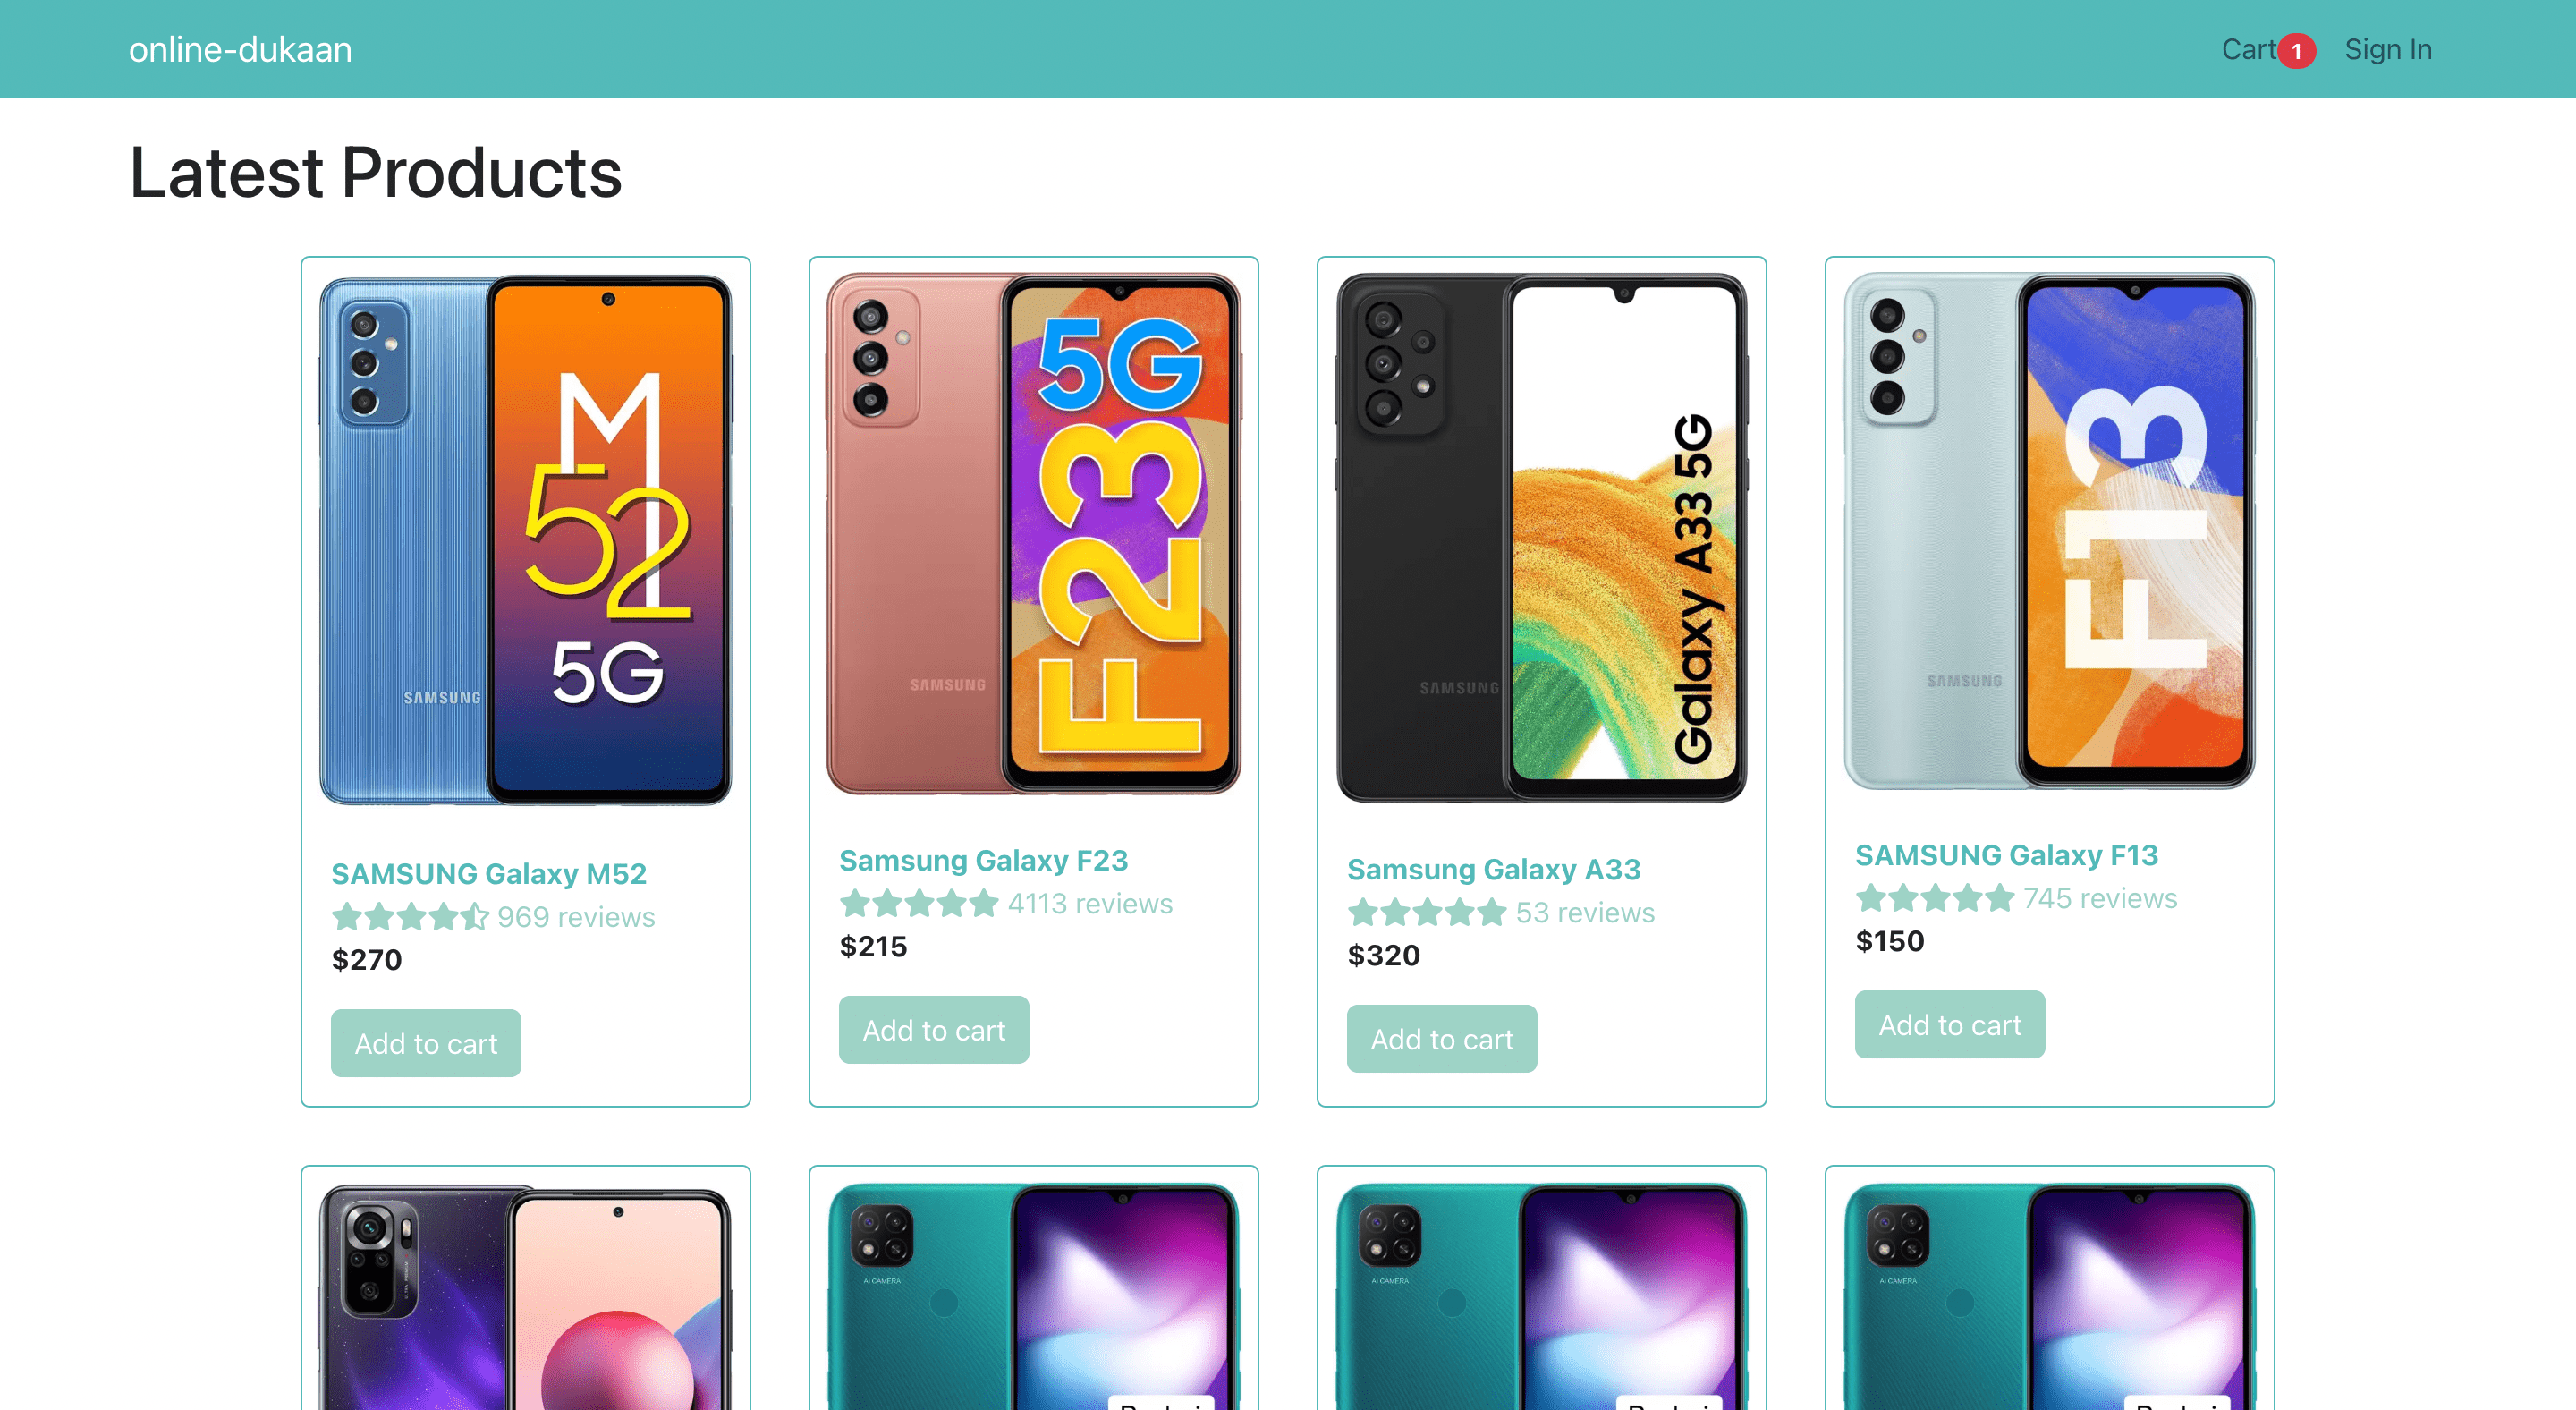 online-dukaan
Cart 1 Sign In
Latest Products
M
52
5G
SAMSUNG
SAMSUNG Galaxy M52
969 reviews
$270
Add to cart
5G
F23
SAMSUNG
Samsung Galaxy F23
4113 reviews
$215
Add to cart
Galaxy A33 5G
SAMSUNG
Samsung Galaxy A33
53 reviews
$320
Add to cart
F13
SAMSUNG
SAMSUNG Galaxy F13
745 reviews
$150
Add to cart
AI CAMERA
AI CAMERA
AI CAMERA